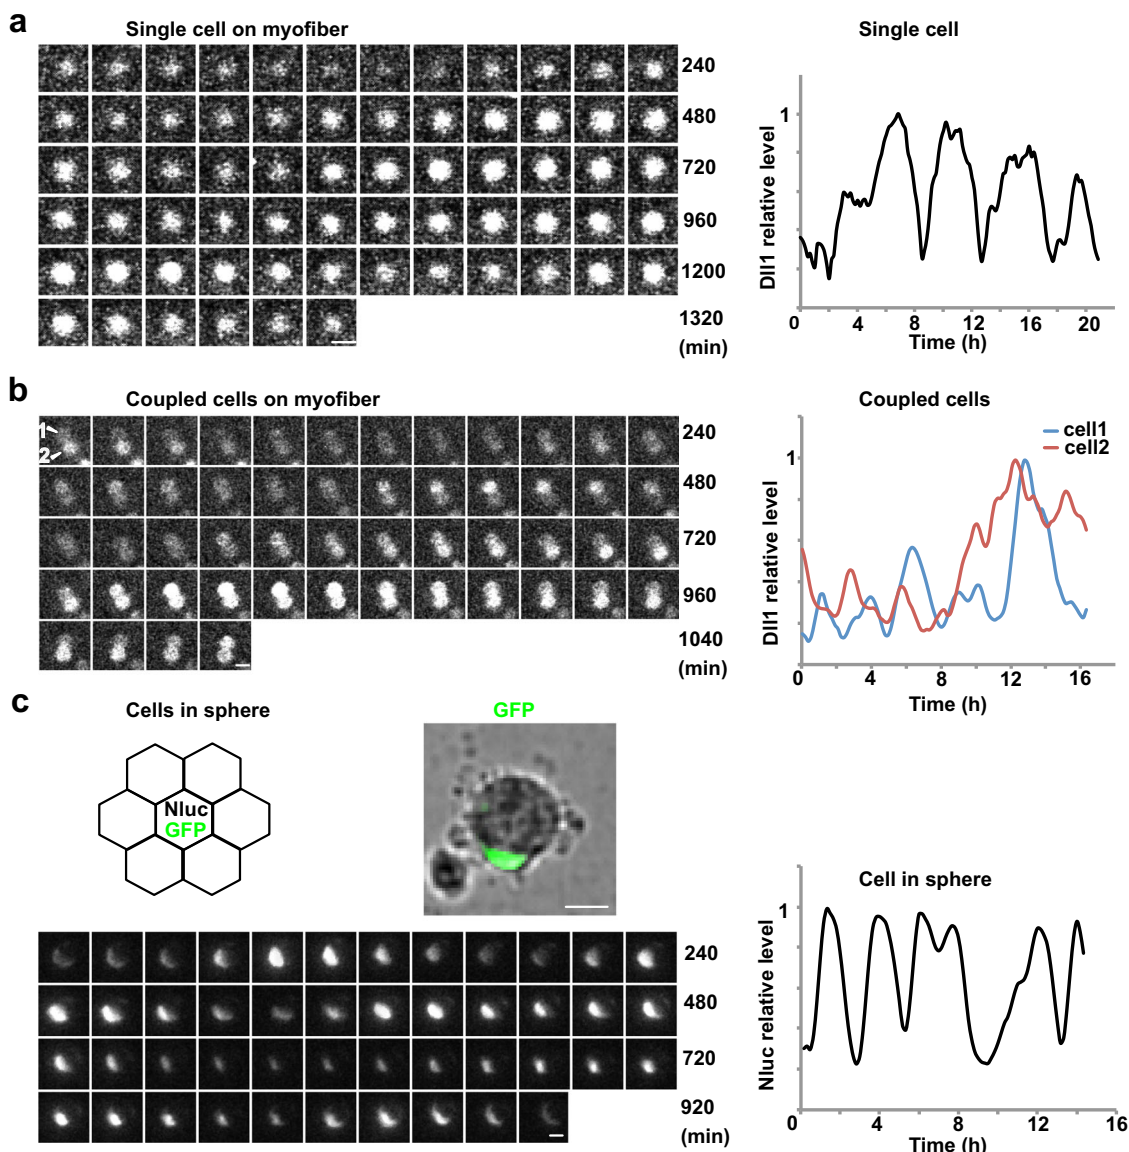 a
Single cell on myofiber
240
480
720
960
1200
1320
(min)
Single cell
Dll1 relative level
1
0 4 8 12 16 20
Time (h)
b
Coupled cells on myofiber
1
2
240
480
720
960
1040
(min)
Coupled cells
cell1
cell2
Dll1 relative level
1
0 4 8 12 16
Time (h)
c
Cells in sphere
Nluc
GFP
GFP
240
480
720
920
(min)
Cell in sphere
Nluc relative level
1
0 4 8 12 16
Time (h)